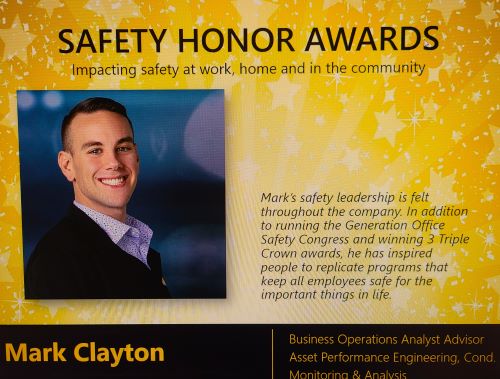 SAFETY HONOR AWARDS
Impacting safety at work, home and in the community
Mark's safety leadership is felt
throughout the company. In addition
to running the Generation Office
Safety Congress and winning 3 Triple
Crown awards, he has inspired
people to replicate programs that
keep all employees safe for the
important things in life.
Mark Clayton
Business Operations Analyst Advisor
Asset Performance Engineering, Cond.
Monitoring & Analysis